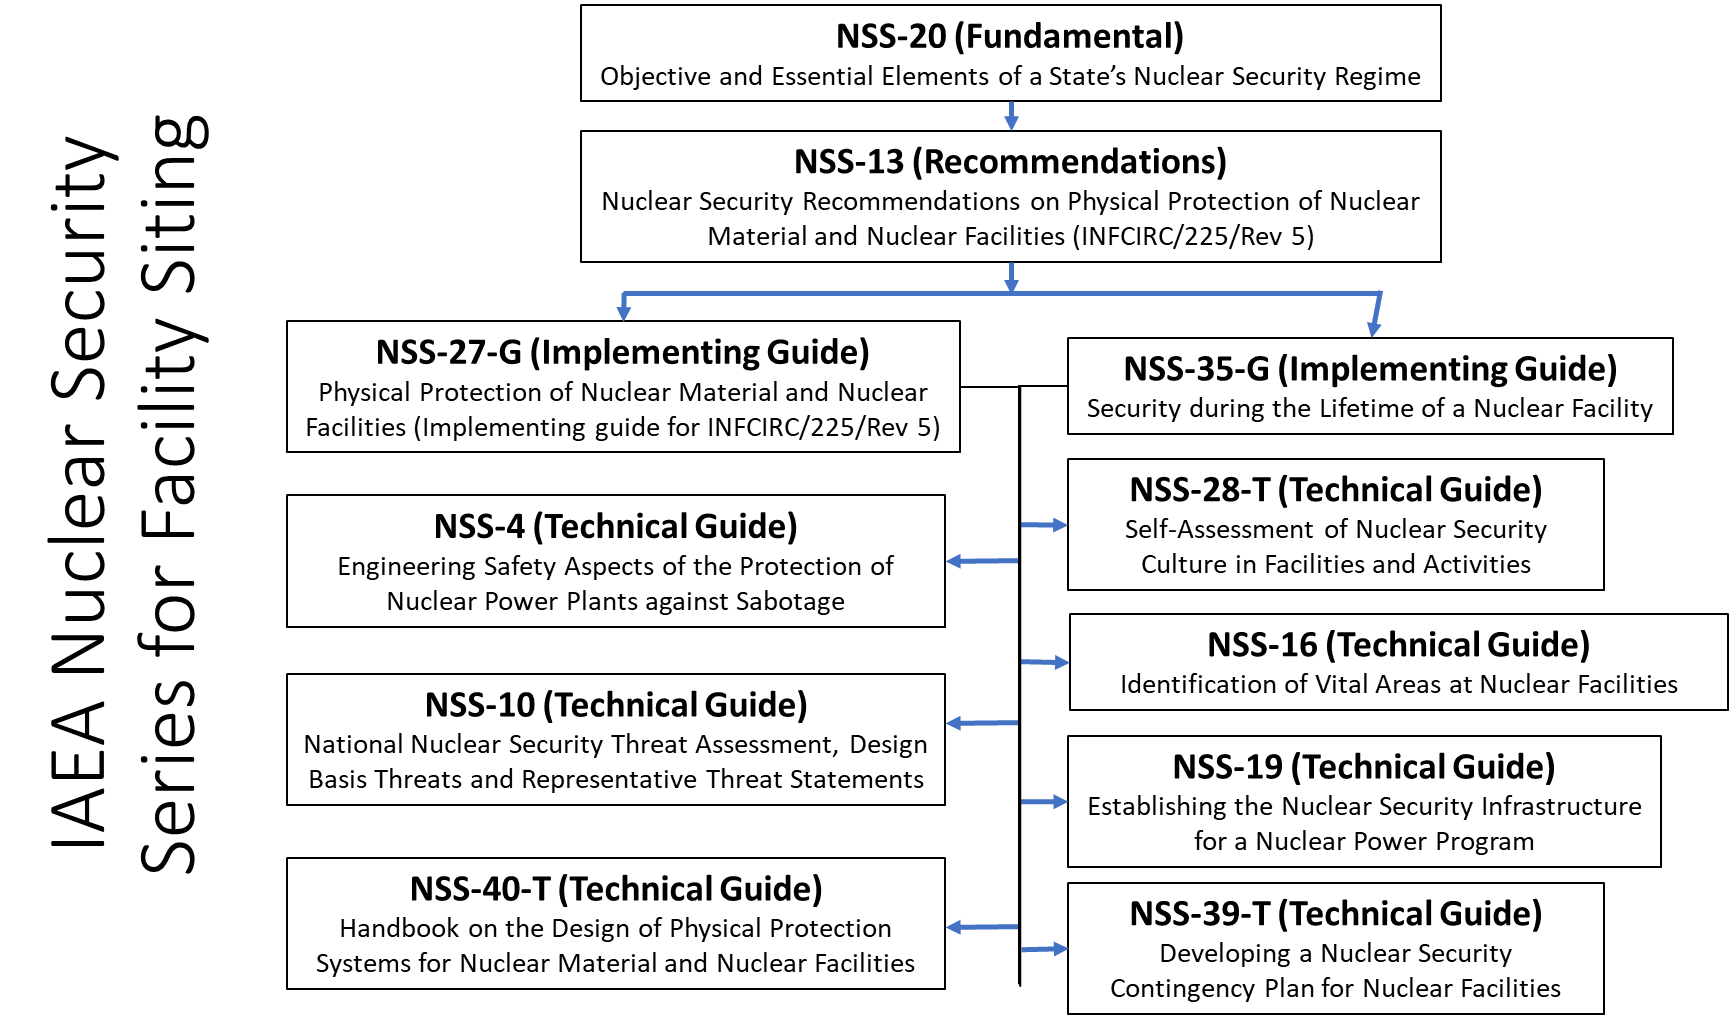 IAEA Nuclear Security
Series for Facility Siting
NSS-20 (Fundamental)
Objective and Essential Elements of a State’s Nuclear Security Regime
NSS-13 (Recommendations)
Nuclear Security Recommendations on Physical Protection of Nuclear
Material and Nuclear Facilities (INFCIRC/225/Rev 5)
NSS-27-G (Implementing Guide)
Physical Protection of Nuclear Material and Nuclear
Facilities (Implementing guide for INFCIRC/225/Rev 5)
NSS-35-G (Implementing Guide)
Security during the Lifetime of a Nuclear Facility
NSS-4 (Technical Guide)
Engineering Safety Aspects of the Protection of
Nuclear Power Plants against Sabotage
NSS-28-T (Technical Guide)
Self-Assessment of Nuclear Security
Culture in Facilities and Activities
NSS-16 (Technical Guide)
Identification of Vital Areas at Nuclear Facilities
NSS-10 (Technical Guide)
National Nuclear Security Threat Assessment, Design
Basis Threats and Representative Threat Statements
NSS-19 (Technical Guide)
Establishing the Nuclear Security Infrastructure
for a Nuclear Power Program
NSS-40-T (Technical Guide)
Handbook on the Design of Physical Protection
Systems for Nuclear Material and Nuclear Facilities
NSS-39-T (Technical Guide)
Developing a Nuclear Security
Contingency Plan for Nuclear Facilities